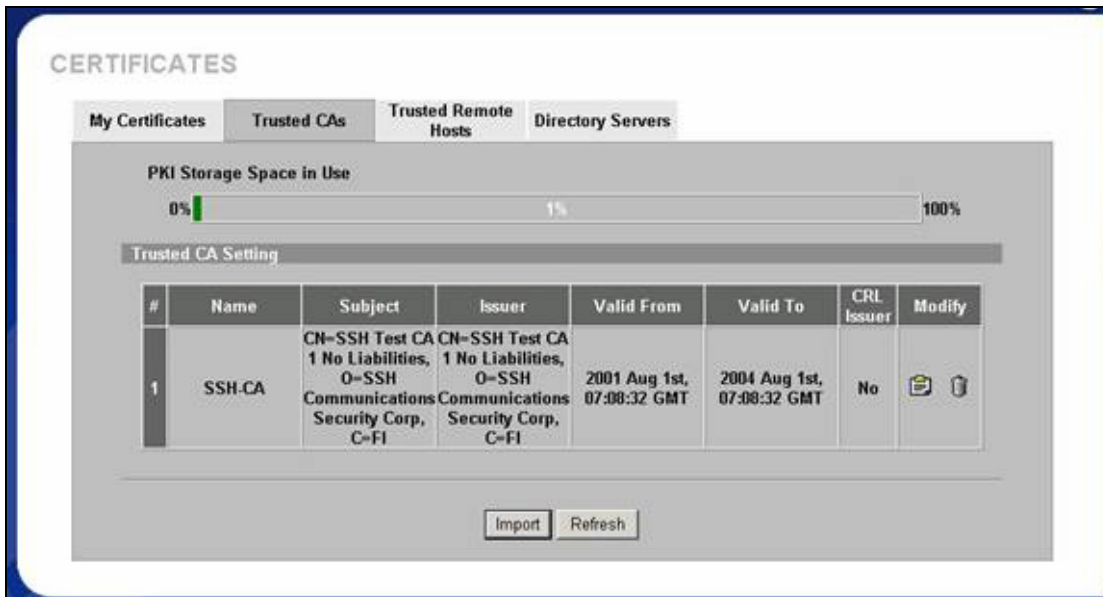 CERTIFICATES
My Certificates
Trusted CAs
Trusted Remote
Hosts
Directory Servers
PKI Storage Space in Use
0%
1%
100%
Trusted CA Setting
#
Name
Subject
Issuer
Valid From
Valid To
CRL
Issuer
Modify
1
SSH-CA
CN=SSH Test CA
1 No Liabilities,
O=SSH
Communications
Security Corp,
C=FI
CN=SSH Test CA
1 No Liabilities,
O=SSH
Communications
Security Corp,
C=FI
2001 Aug 1st,
07:08:32 GMT
2004 Aug 1st,
07:08:32 GMT
No
Import
Refresh